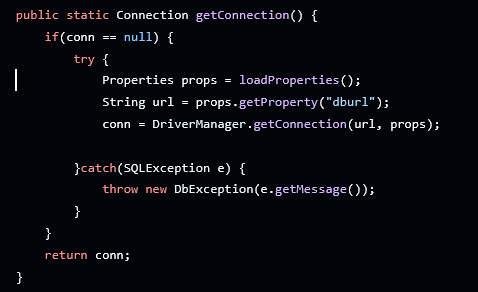 public static Connection getConnection() {
    if(conn == null) {
        try {
            Properties props = loadProperties();
            String url = props.getProperty("dburl");
            conn = DriverManager.getConnection(url, props);

        }catch(SQLException e) {
            throw new DbException(e.getMessage());
        }
    }
    return conn;
}